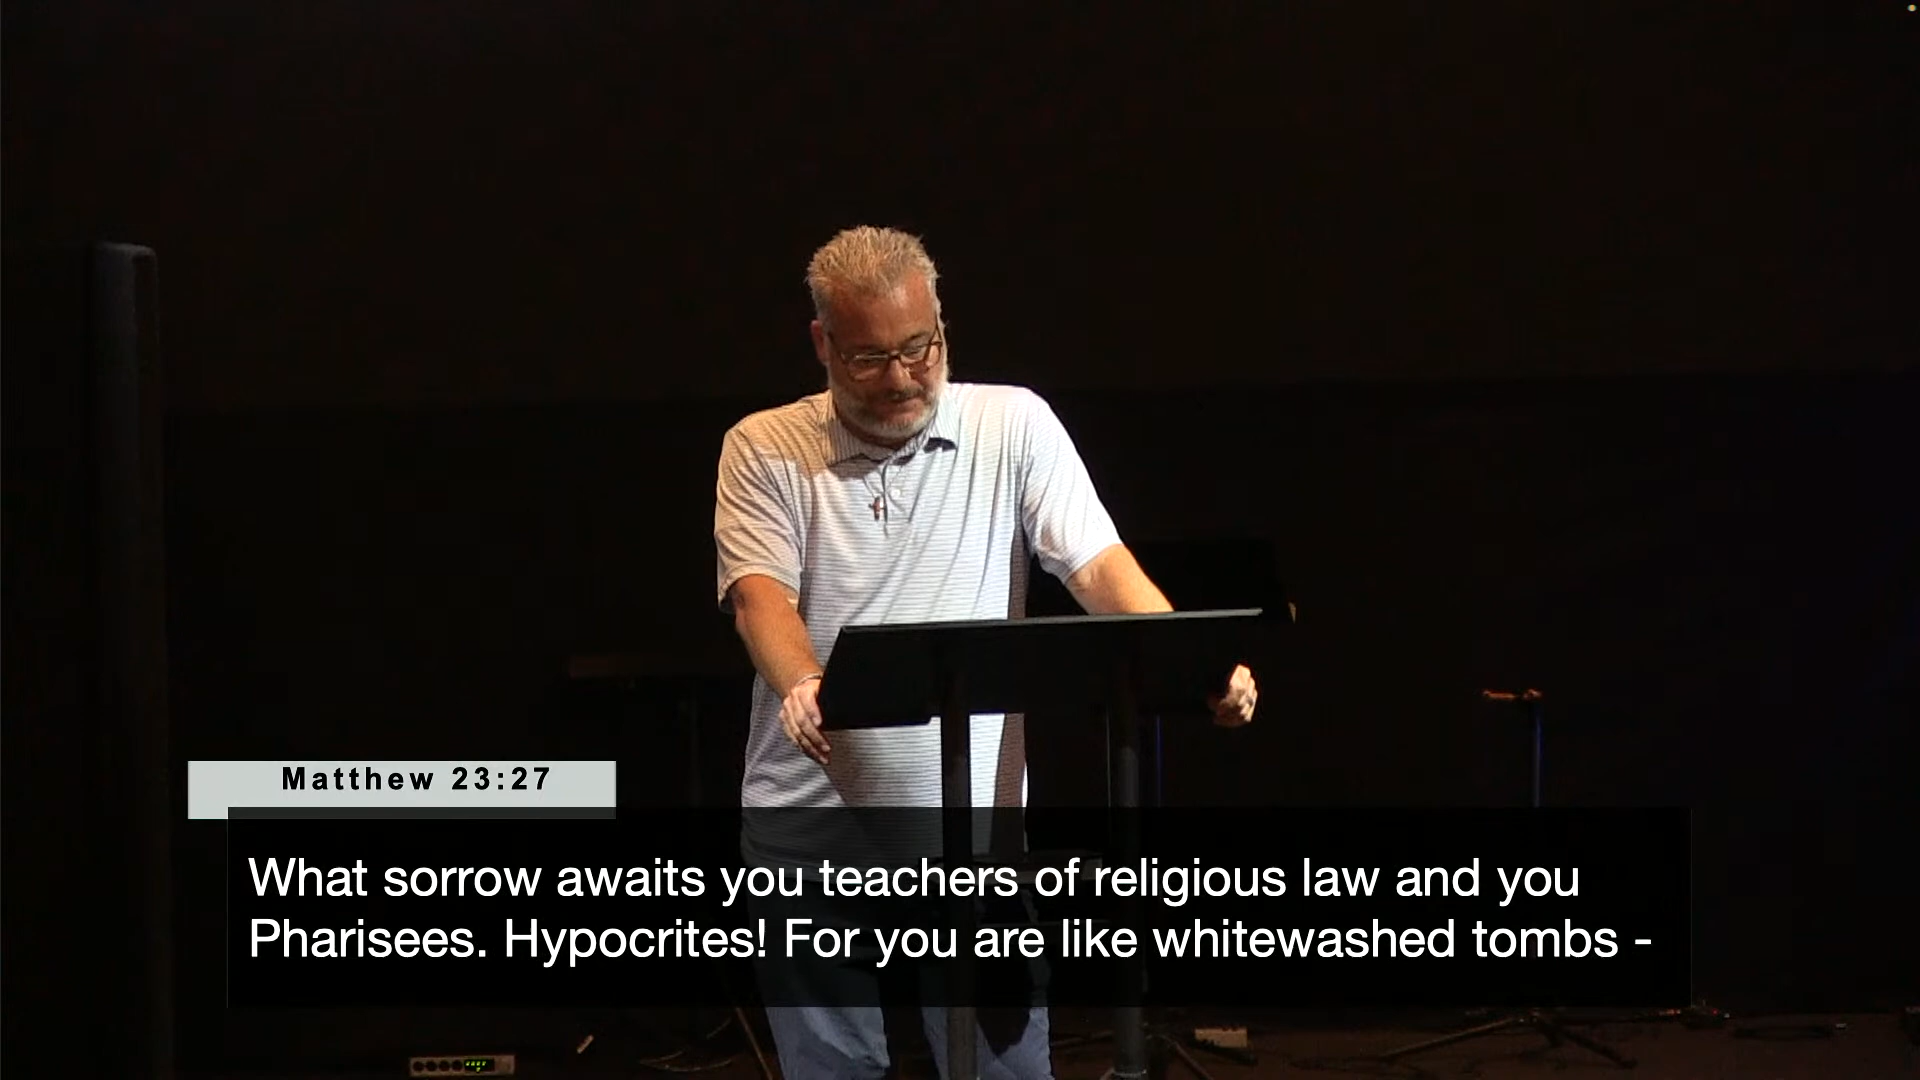 Matthew 23:27
What sorrow awaits you teachers of religious law and you
Pharisees. Hypocrites! For you are like whitewashed tombs -